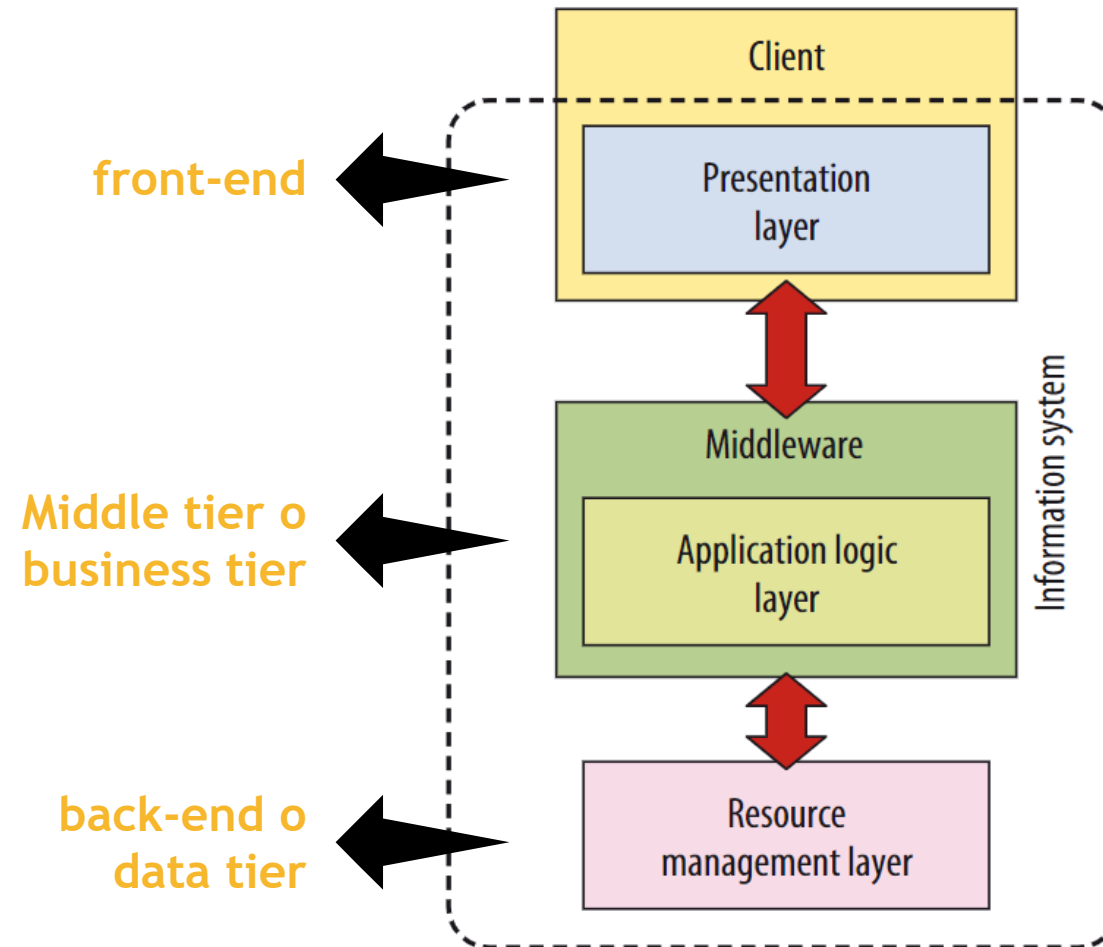 Client
front-end
Presentation
layer
Middleware
Middle tier o
business tier
Application logic
layer
Information system
back-end o
data tier
Resource
management layer